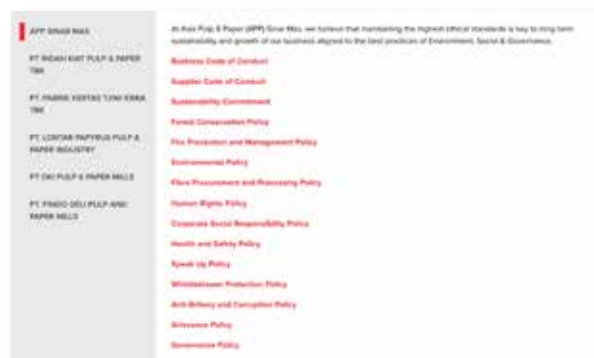 APP SINAR MAS
PT INDAH KIAT PULP & PAPER
TBK
PT. PABRIK KERTAS TJIWI KIMIA
TBK
PT. LONTAR PAPYRUS PULP &
PAPER INDUSTRY
PT OKI PULP & PAPER MILLS
PT. PINDO DELI PULP AND
PAPER MILLS
At Asia Pulp & Paper (APP) Sinar Mas, we believe that maintaining the highest ethical standards is key to long term
sustainability and growth of our business aligned to the best practices of Environment, Social & Governance.
Business Code of Conduct
Supplier Code of Conduct
Sustainability Commitment
Forest Conservation Policy
Fire Prevention and Management Policy
Environmental Policy
Fibre Procurement and Processing Policy
Human Rights Policy
Corporate Social Responsibility Policy
Health and Safety Policy
Speak Up Policy
Whistleblower Protection Policy
Anti-Bribery and Corruption Policy
Grievance Policy
Governance Policy